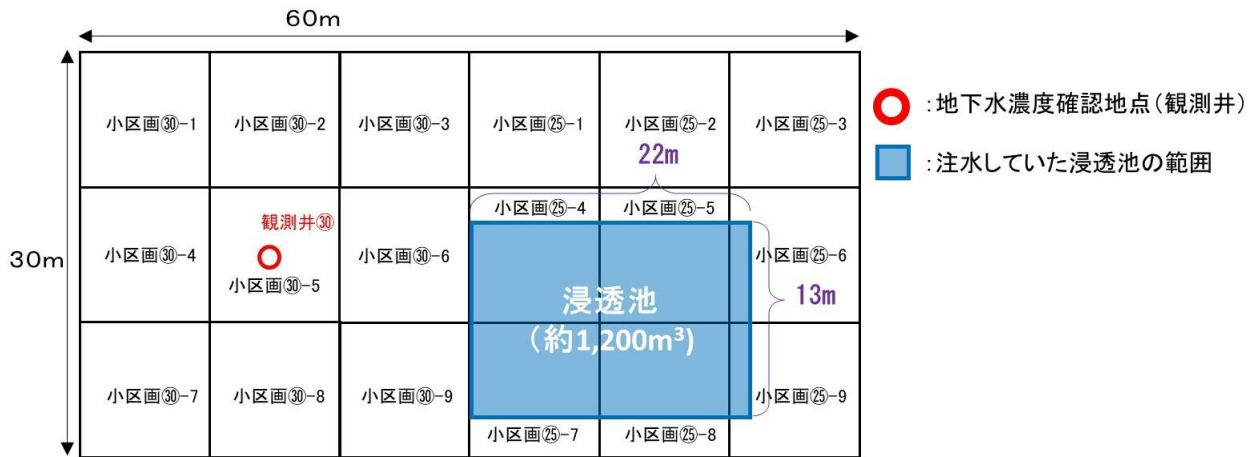 60m
30m
小区画㉚-1
小区画㉚-2
小区画㉚-3
小区画㉕-1
小区画㉕-2
小区画㉕-3
22m
小区画㉚-4
観測井㉚
小区画㉚-5
小区画㉚-6
小区画㉕-4
小区画㉕-5
小区画㉕-6
13m
浸透池
(約1,200m³)
小区画㉚-7
小区画㉚-8
小区画㉚-9
小区画㉕-7
小区画㉕-8
小区画㉕-9
:地下水濃度確認地点(観測井)
:注水していた浸透池の範囲